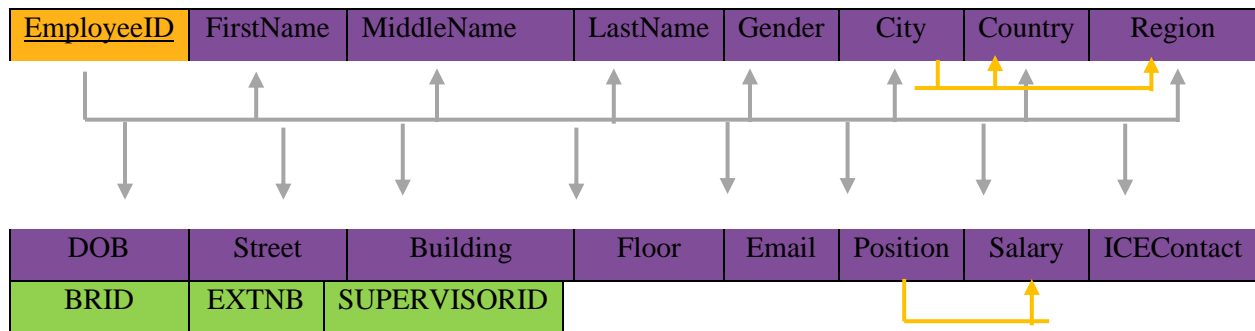 EmployeeID FirstName MiddleName LastName Gender City Country Region
DOB Street Building Floor Email Position Salary ICEContact
BRID EXTNB SUPERVISORID